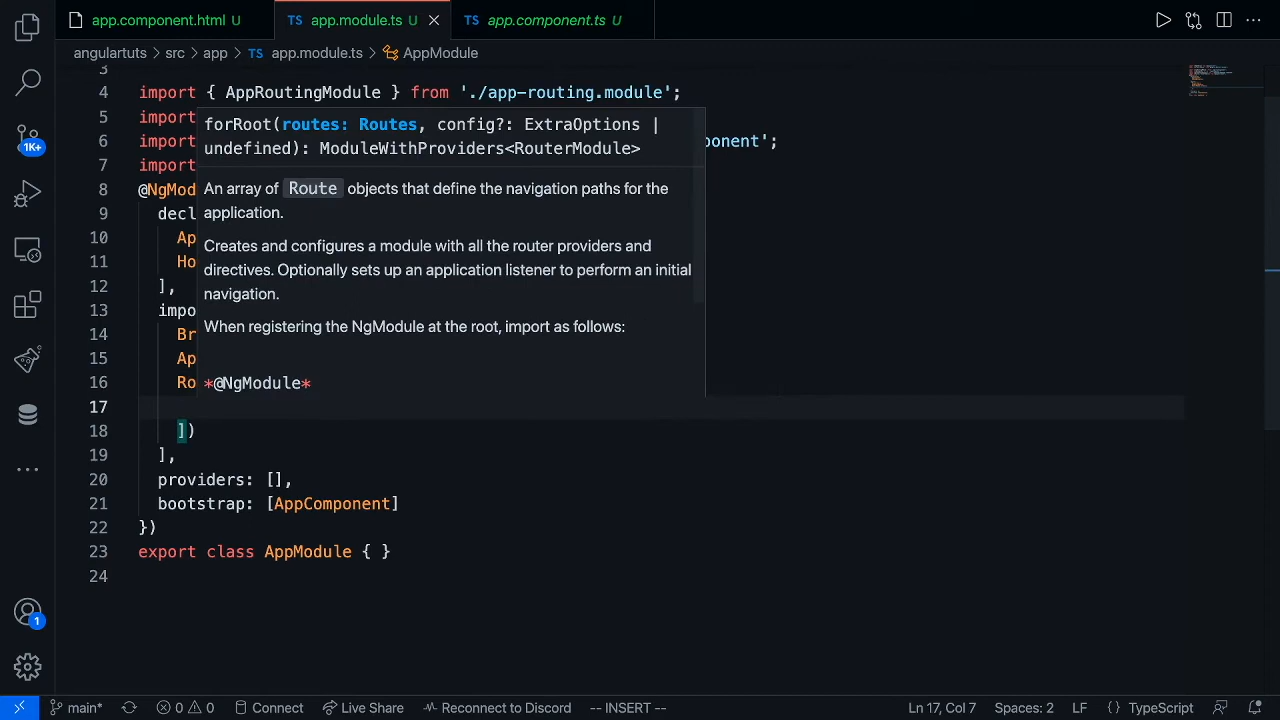 app.component.html U
TS app.module.ts U
TS app.component.ts U
angulartuts > src > app > TS app.module.ts > AppModule
3
4 import { AppRoutingModule } from './app-routing.module';
5 import
6 import ponent';
7 import
8 @NgMod
9 decl
10 Ap
11 Ho
12 ],
13 impo
14 Br
15 Ap
16 Ro
17
18 ])
19 ],
20 providers: [],
21 bootstrap: [AppComponent]
22 })
23 export class AppModule { }
24
forRoot(routes: Routes, config?: ExtraOptions |
undefined): ModuleWithProviders<RouterModule>
An array of Route objects that define the navigation paths for the
application.
Creates and configures a module with all the router providers and
directives. Optionally sets up an application listener to perform an initial
navigation.
When registering the NgModule at the root, import as follows:
*@NgModule*
1K+
1
main* 0 0 Connect Live Share Reconnect to Discord -- INSERT -- Ln 17, Col 7 Spaces: 2 LF {} TypeScript